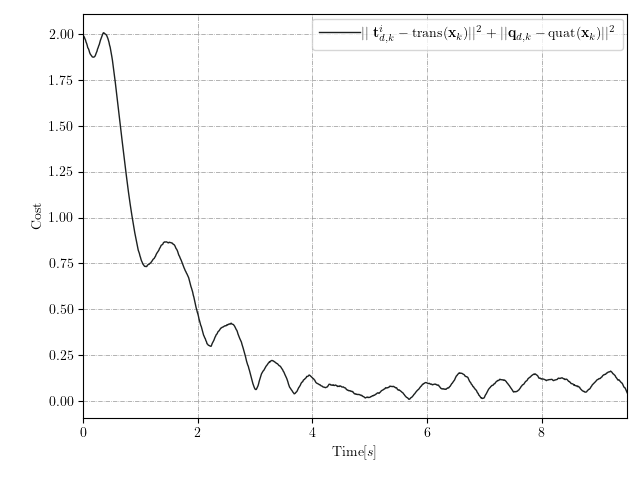 || t^i_{d,k} − trans(x_k)||^2 + ||q_{d,k} − quat(x_k)||^2
2.00
1.75
1.50
1.25
1.00
0.75
0.50
0.25
0.00
Cost
0 2 4 6 8
Time[s]